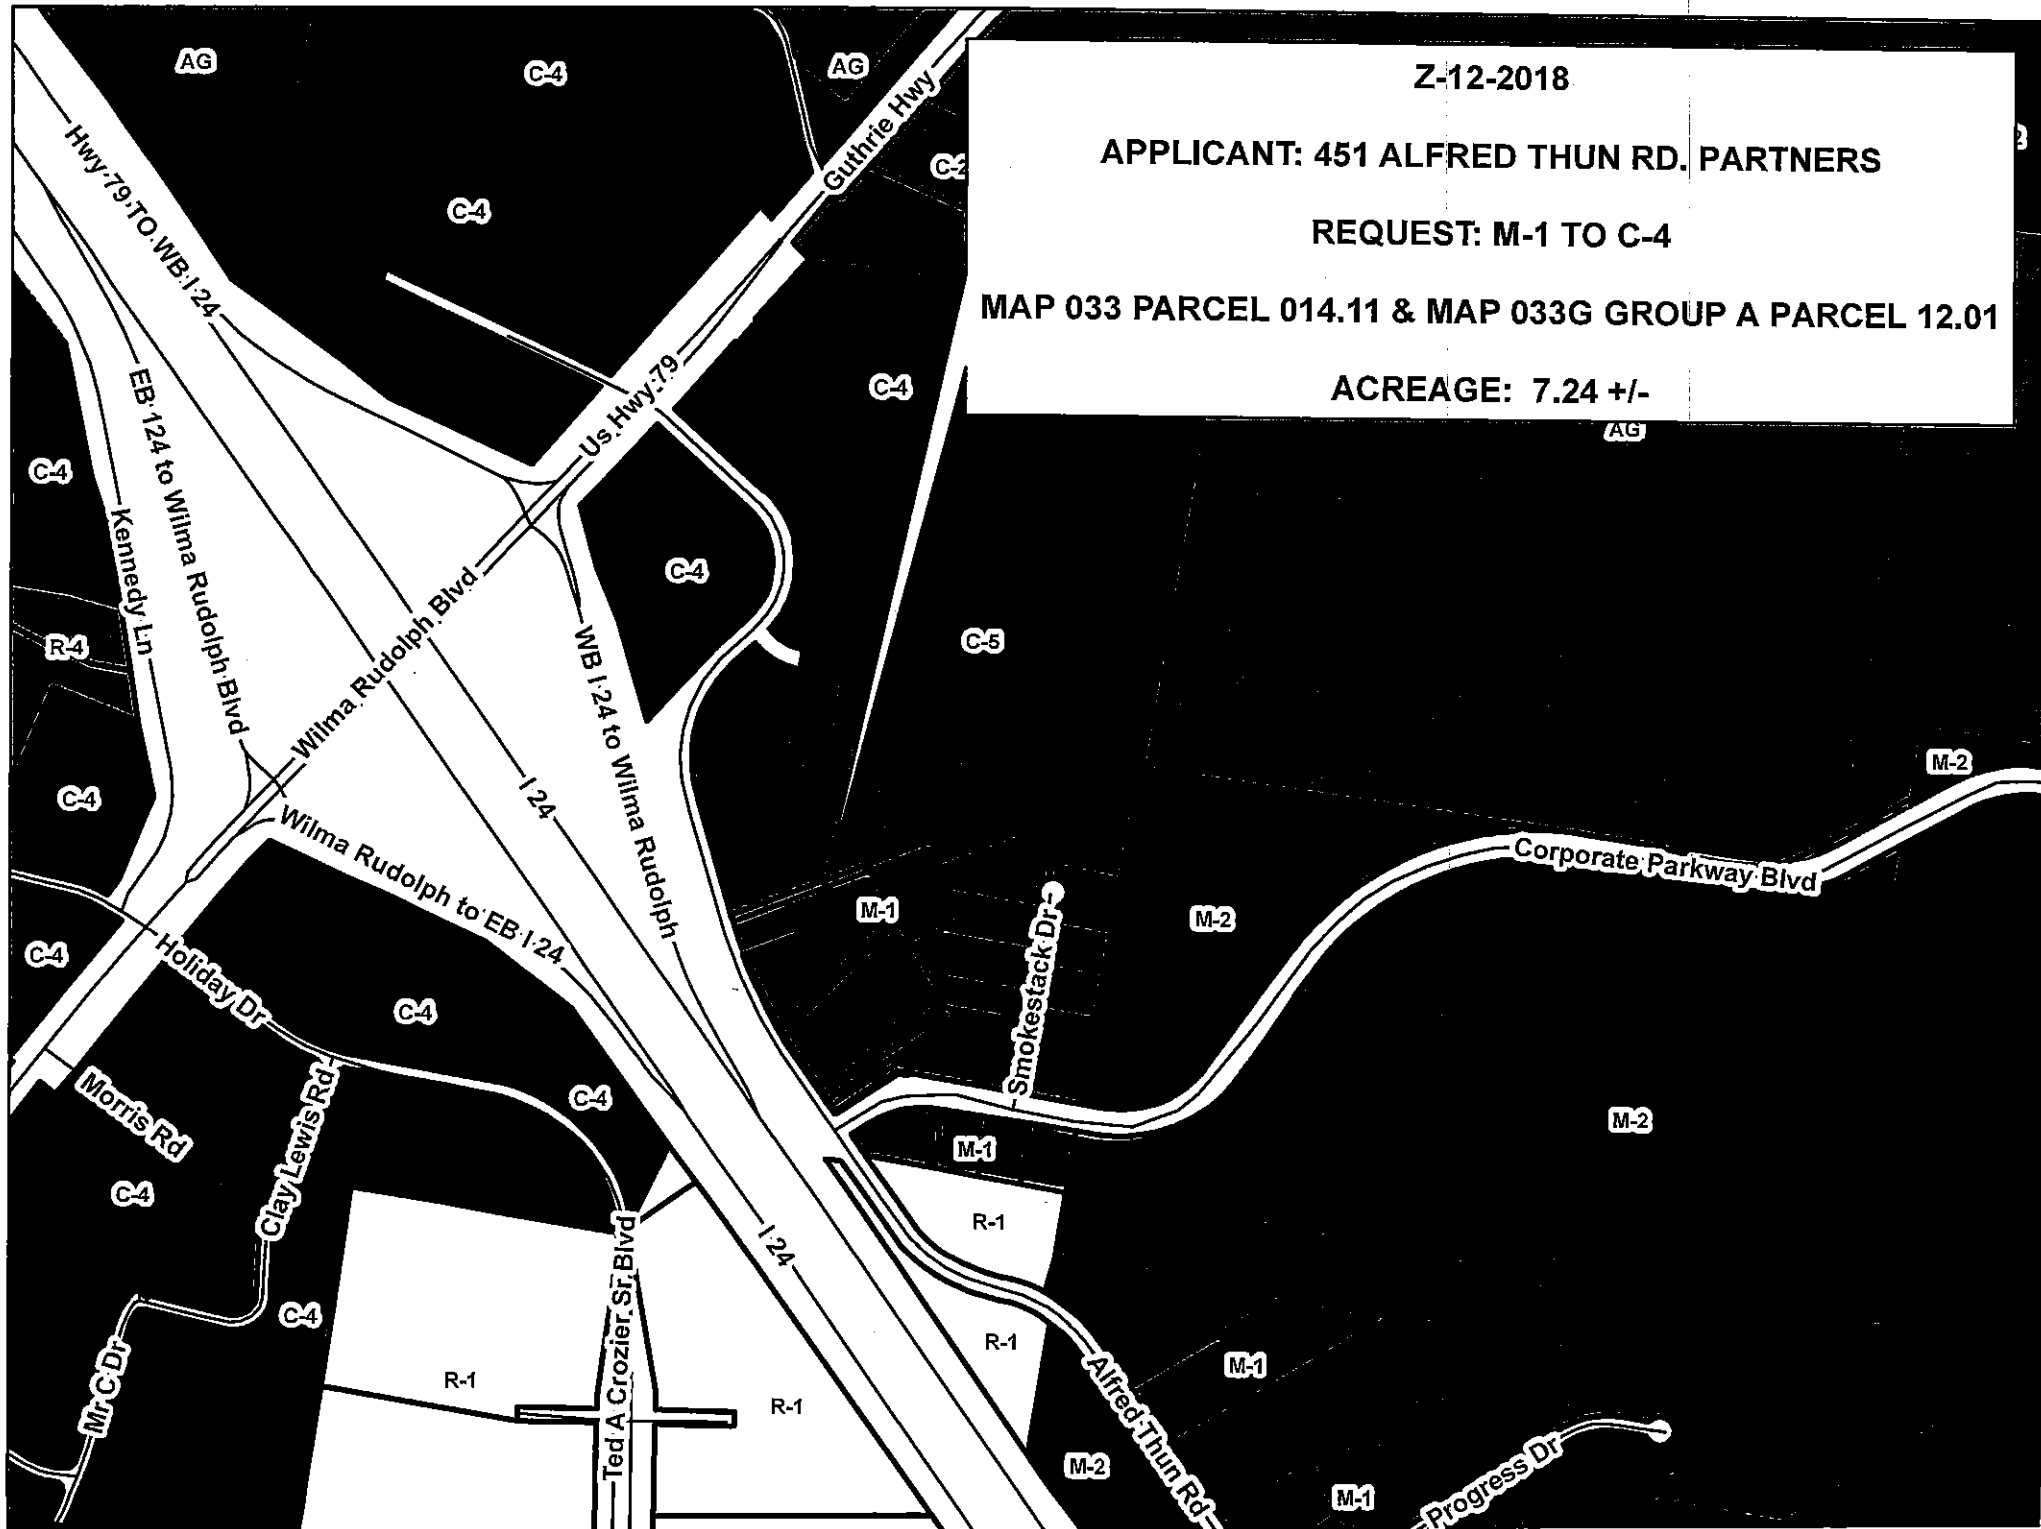 Z-12-2018
APPLICANT: 451 ALFRED THUN RD. PARTNERS
REQUEST: M-1 TO C-4
MAP 033 PARCEL 014.11 & MAP 033G GROUP A PARCEL 12.01
ACREAGE: 7.24 +/-
AG
C-4
AG
Guthrie Hwy
C-2
Hwy 79 TO WB I 24
C-4
C-4
Us Hwy 79
AG
EB 124 to Wilma Rudolph Blvd
C-4
Kennedy Ln
C-4
Wilma Rudolph Blvd
R-4
C-5
WB I 24 to Wilma Rudolph
I 24
C-4
M-2
Wilma Rudolph to EB I 24
Corporate Parkway Blvd
M-1
Smokestack Dr
M-2
C-4
Holiday Dr
C-4
C-4
Morris Rd
Clay Lewis Rd
M-1
M-2
C-4
R-1
I 24
Ted A Crozier Sr Blvd
C-4
R-1
Mr C Dr
R-1
R-1
Alfred Thun Rd
M-1
M-2
M-1
Progress Dr